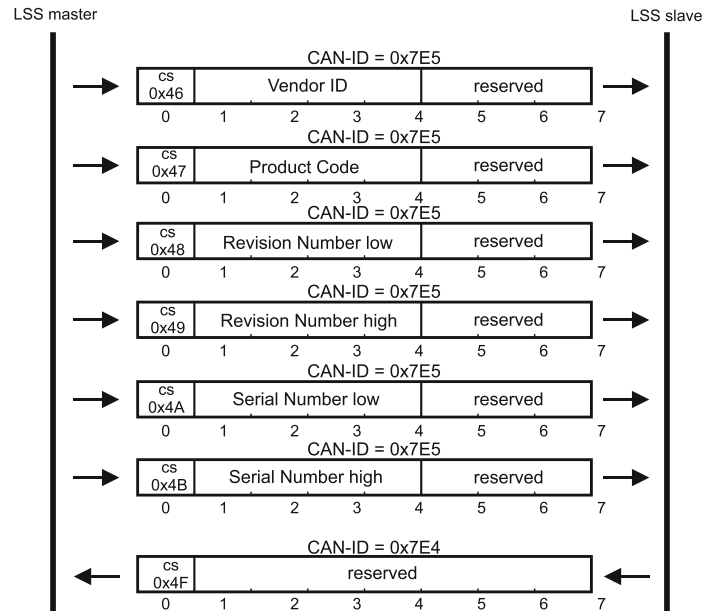 LSS master
LSS slave
CAN-ID = 0x7E5
cs
0x46
Vendor ID
reserved
0 1 2 3 4 5 6 7
CAN-ID = 0x7E5
cs
0x47
Product Code
reserved
0 1 2 3 4 5 6 7
CAN-ID = 0x7E5
cs
0x48
Revision Number low
reserved
0 1 2 3 4 5 6 7
CAN-ID = 0x7E5
cs
0x49
Revision Number high
reserved
0 1 2 3 4 5 6 7
CAN-ID = 0x7E5
cs
0x4A
Serial Number low
reserved
0 1 2 3 4 5 6 7
CAN-ID = 0x7E5
cs
0x4B
Serial Number high
reserved
0 1 2 3 4 5 6 7
CAN-ID = 0x7E4
cs
0x4F
reserved
0 1 2 3 4 5 6 7